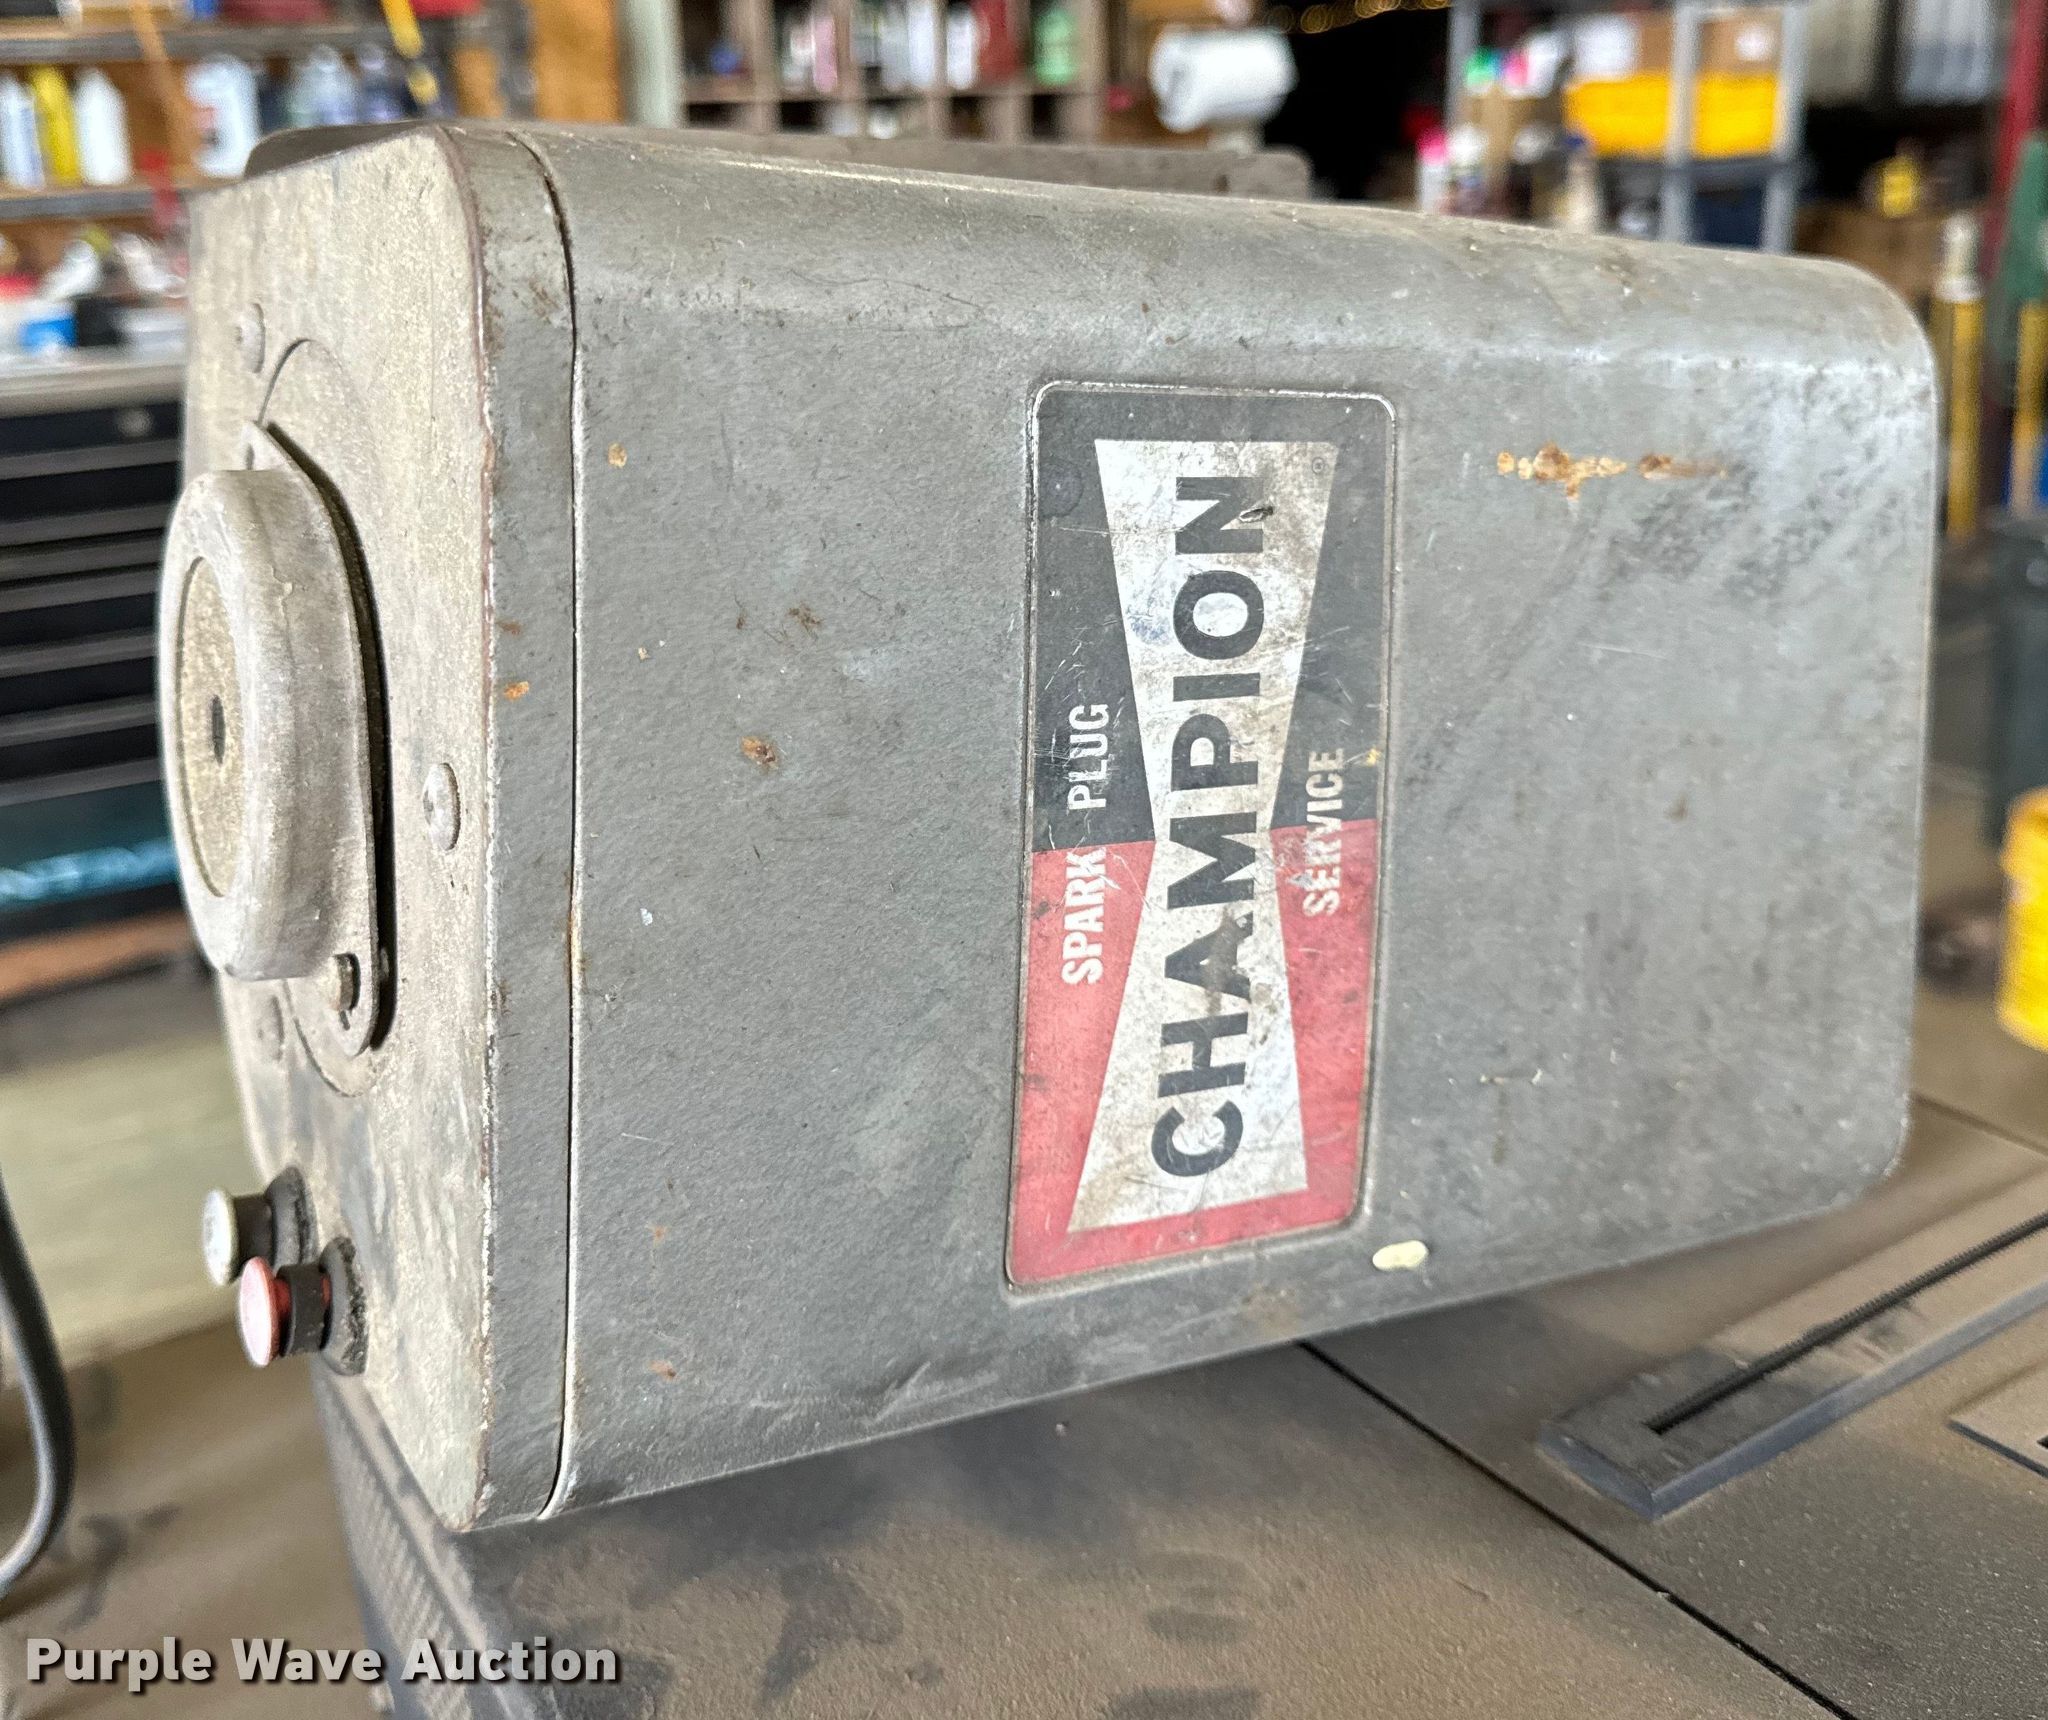 SPARK PLUG
CHAMPION
®
SERVICE
Purple Wave Auction